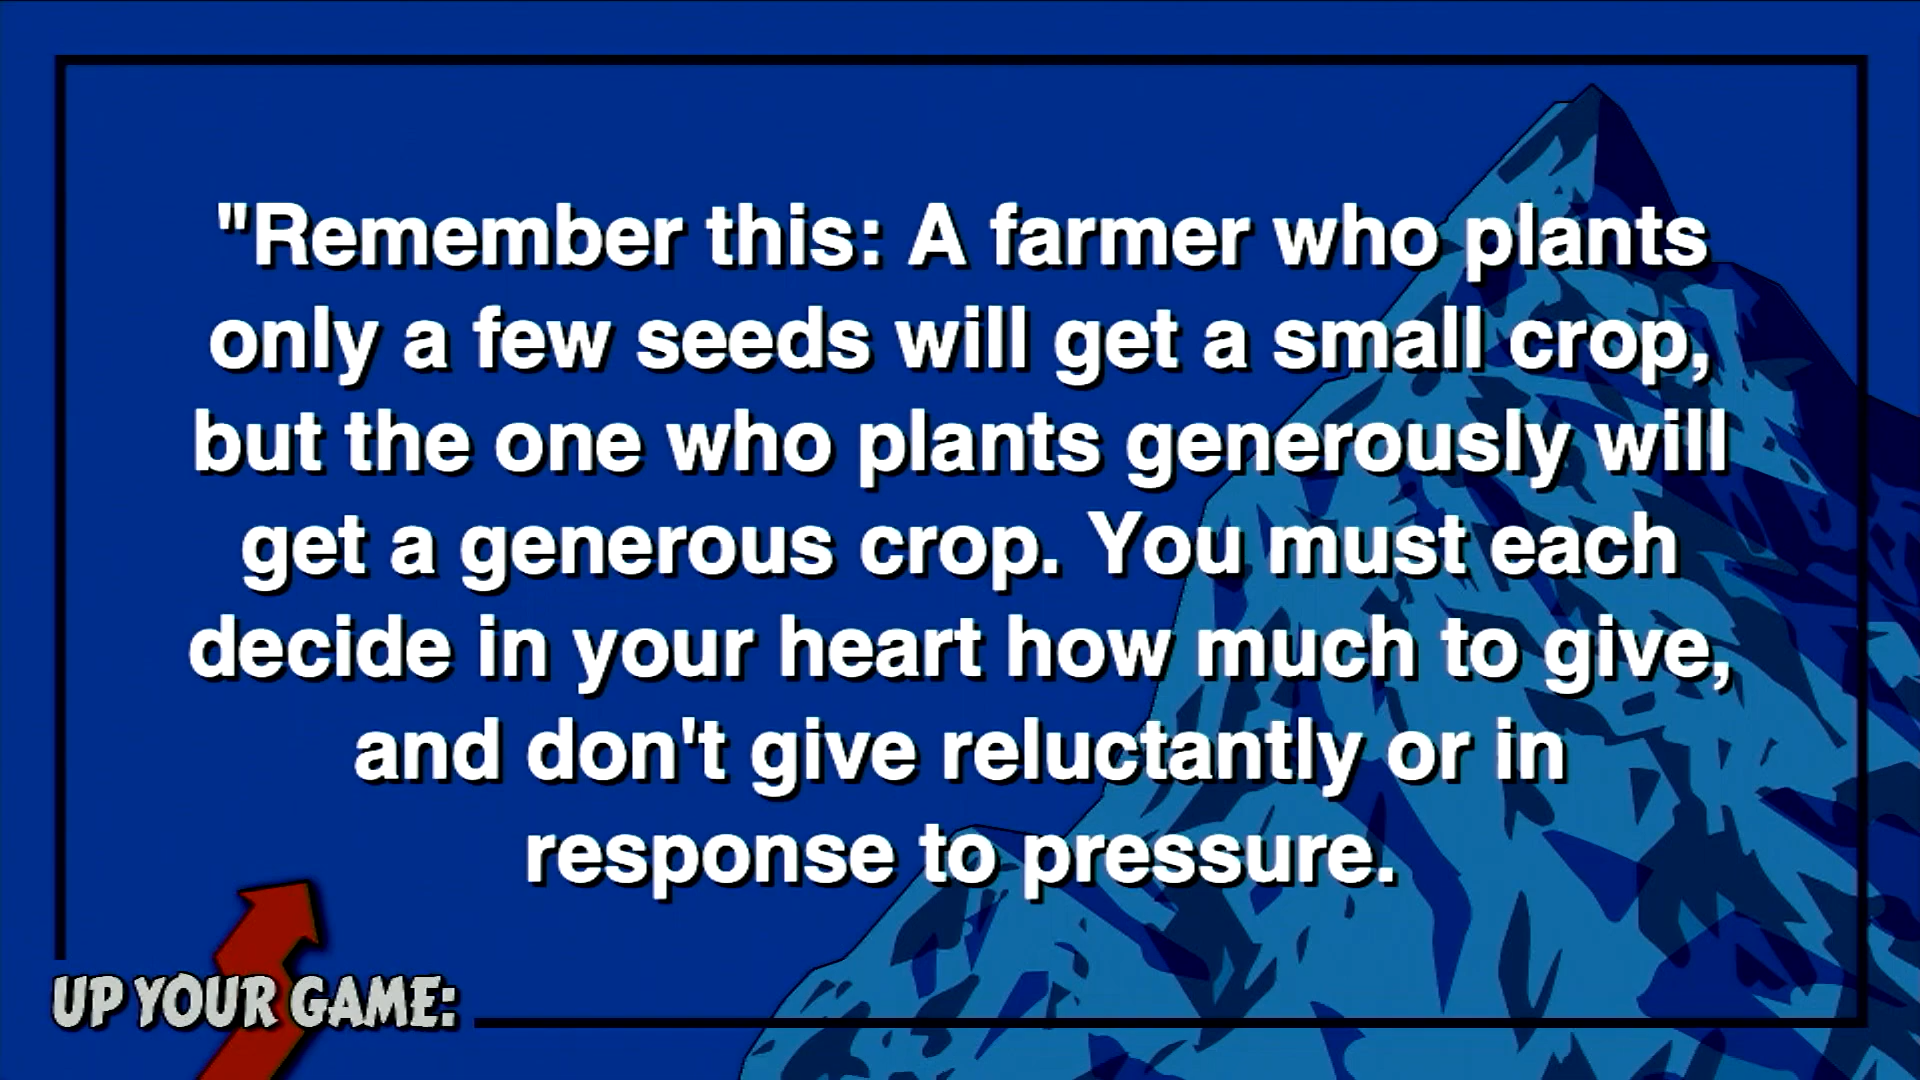 "Remember this: A farmer who plants
only a few seeds will get a small crop,
but the one who plants generously will
get a generous crop. You must each
decide in your heart how much to give,
and don't give reluctantly or in
response to pressure.
UP YOUR GAME: